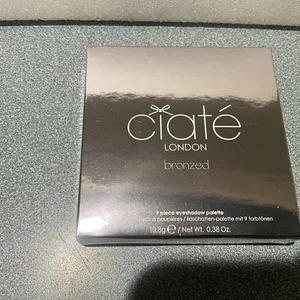 ciaté
LONDON
bronzed
9 piece eyeshadow palette
paupières / lidschatten-palette mit 9 farbtönen
10.8g ℮ / Net Wt. 0.38 Oz.